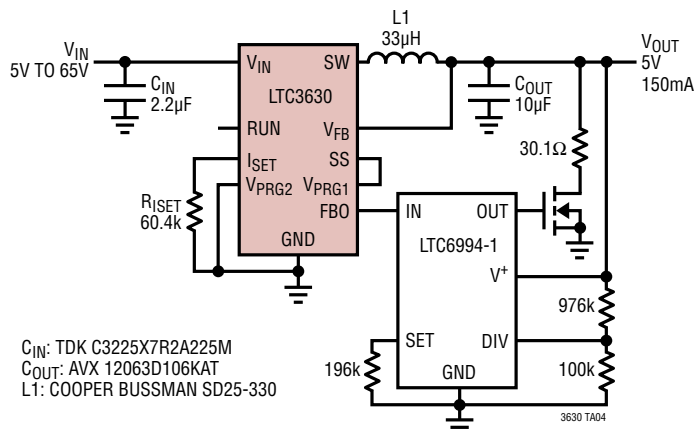 L1
33µH
VIN
5V TO 65V
VIN
SW
VOUT
5V
150mA
CIN
2.2µF
LTC3630
COUT
10µF
RUN
VFB
30.1Ω
ISET
SS
VPRG2
VPRG1
RISET
60.4k
FBO
IN
OUT
GND
LTC6994-1
V+
976k
SET
DIV
196k
GND
100k
CIN: TDK C3225X7R2A225M
COUT: AVX 12063D106KAT
L1: COOPER BUSSMAN SD25-330
3630 TA04